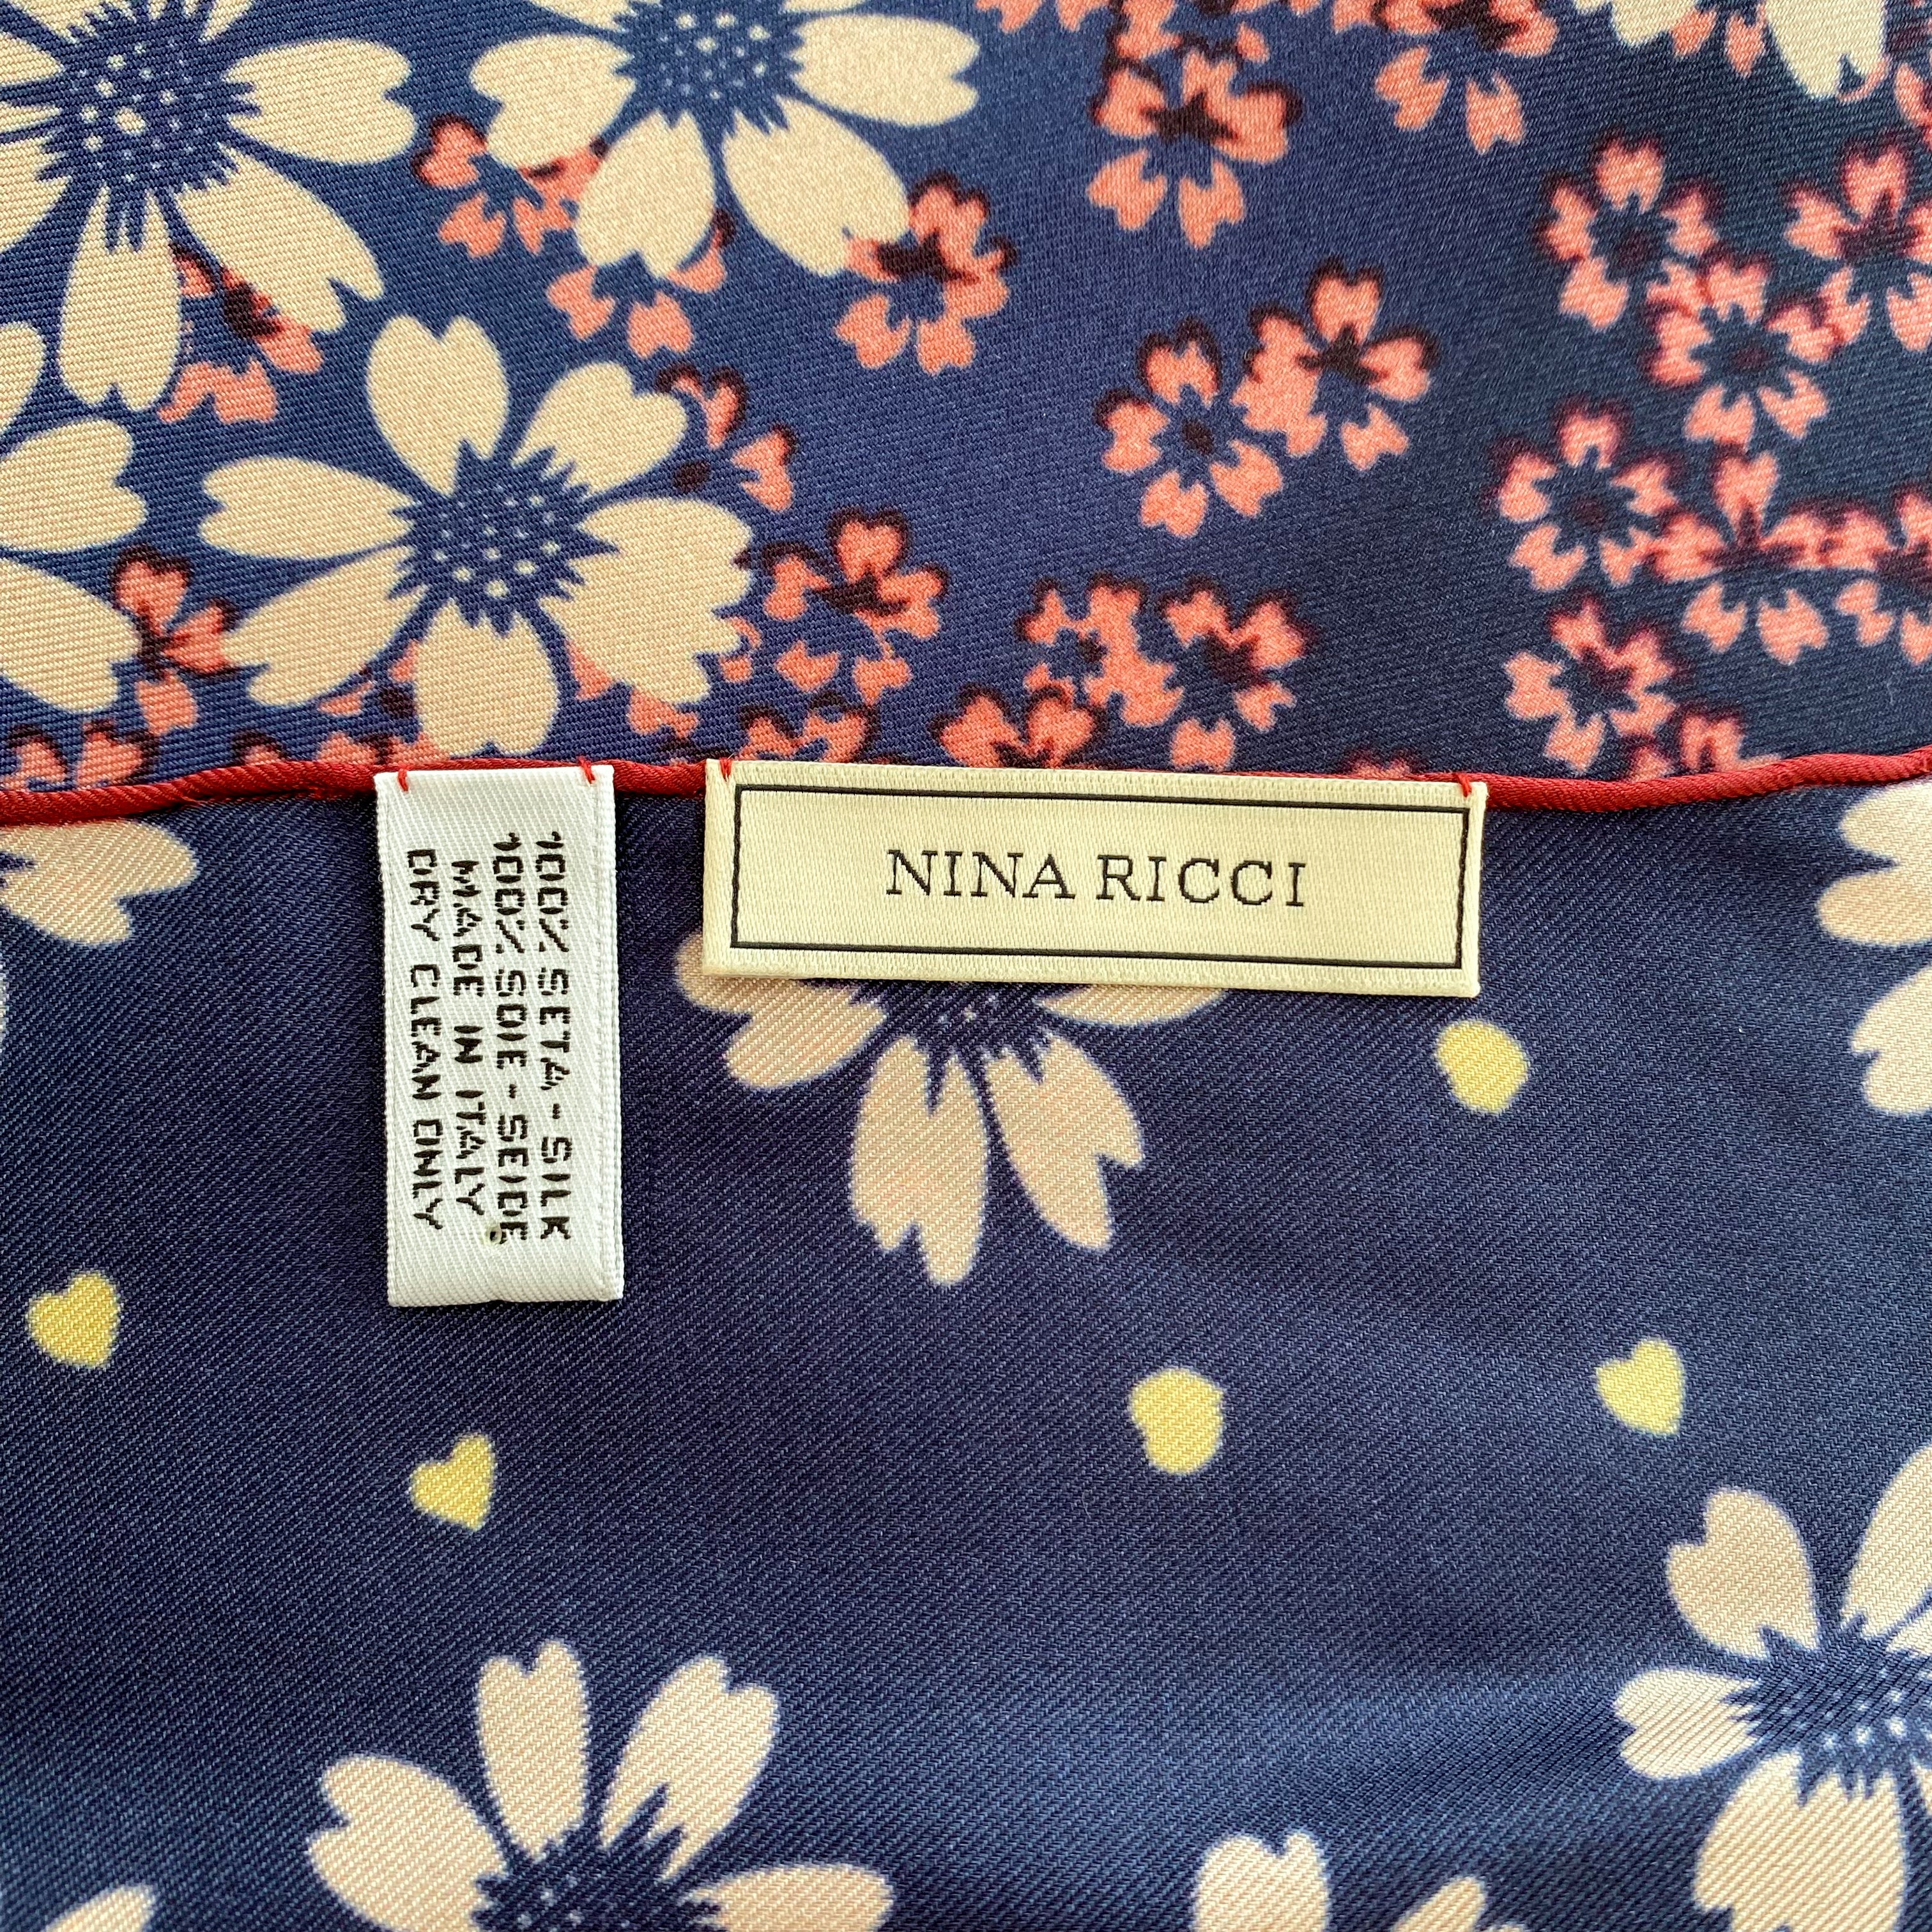 100% SETA - SILK
100% SOIE - SEIDE
MADE IN ITALY
DRY CLEAN ONLY
NINA RICCI